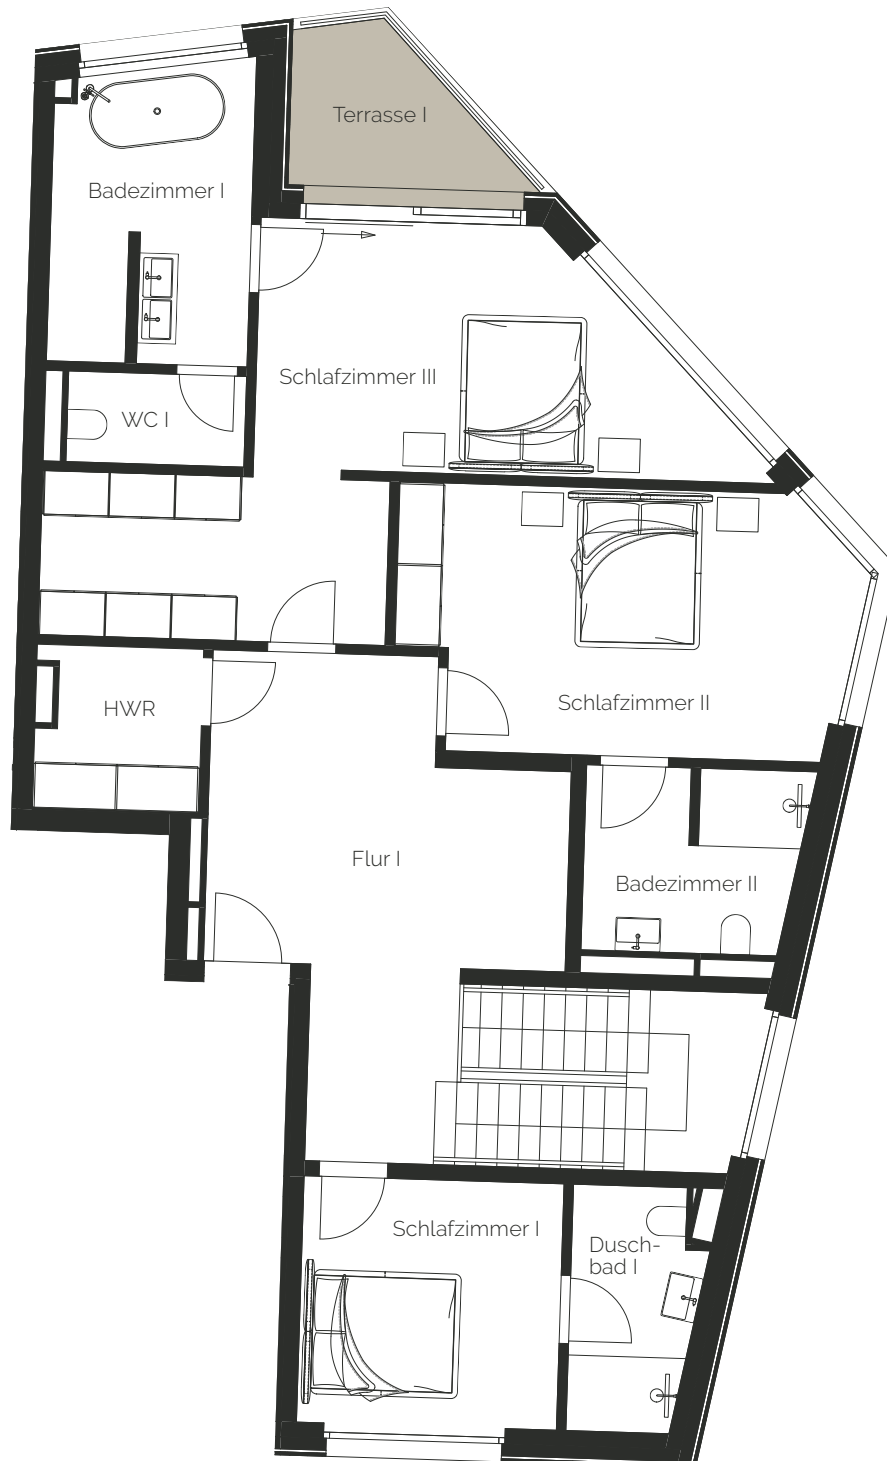 Terrasse I
Badezimmer I
Schlafzimmer III
WC I
Schlafzimmer II
HWR
Flur I
Badezimmer II
Schlafzimmer I
Dusch-
bad I